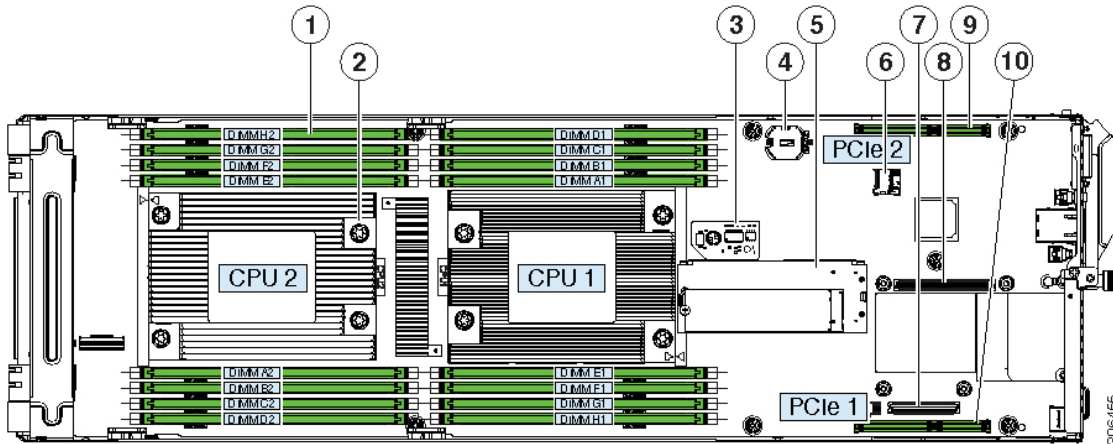 1
2
3
4
5
6
7
8
9
10
DIMM H2
DIMM G2
DIMM F2
DIMM E2
DIMM D1
DIMM C1
DIMM B1
DIMM A1
PCIe 2
CPU 2
CPU 1
DIMM A2
DIMM B2
DIMM C2
DIMM D2
DIMM E1
DIMM F1
DIMM G1
DIMM H1
PCIe 1